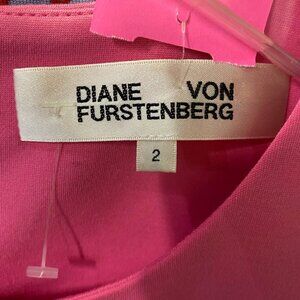 DIANE VON
FURSTENBERG
2